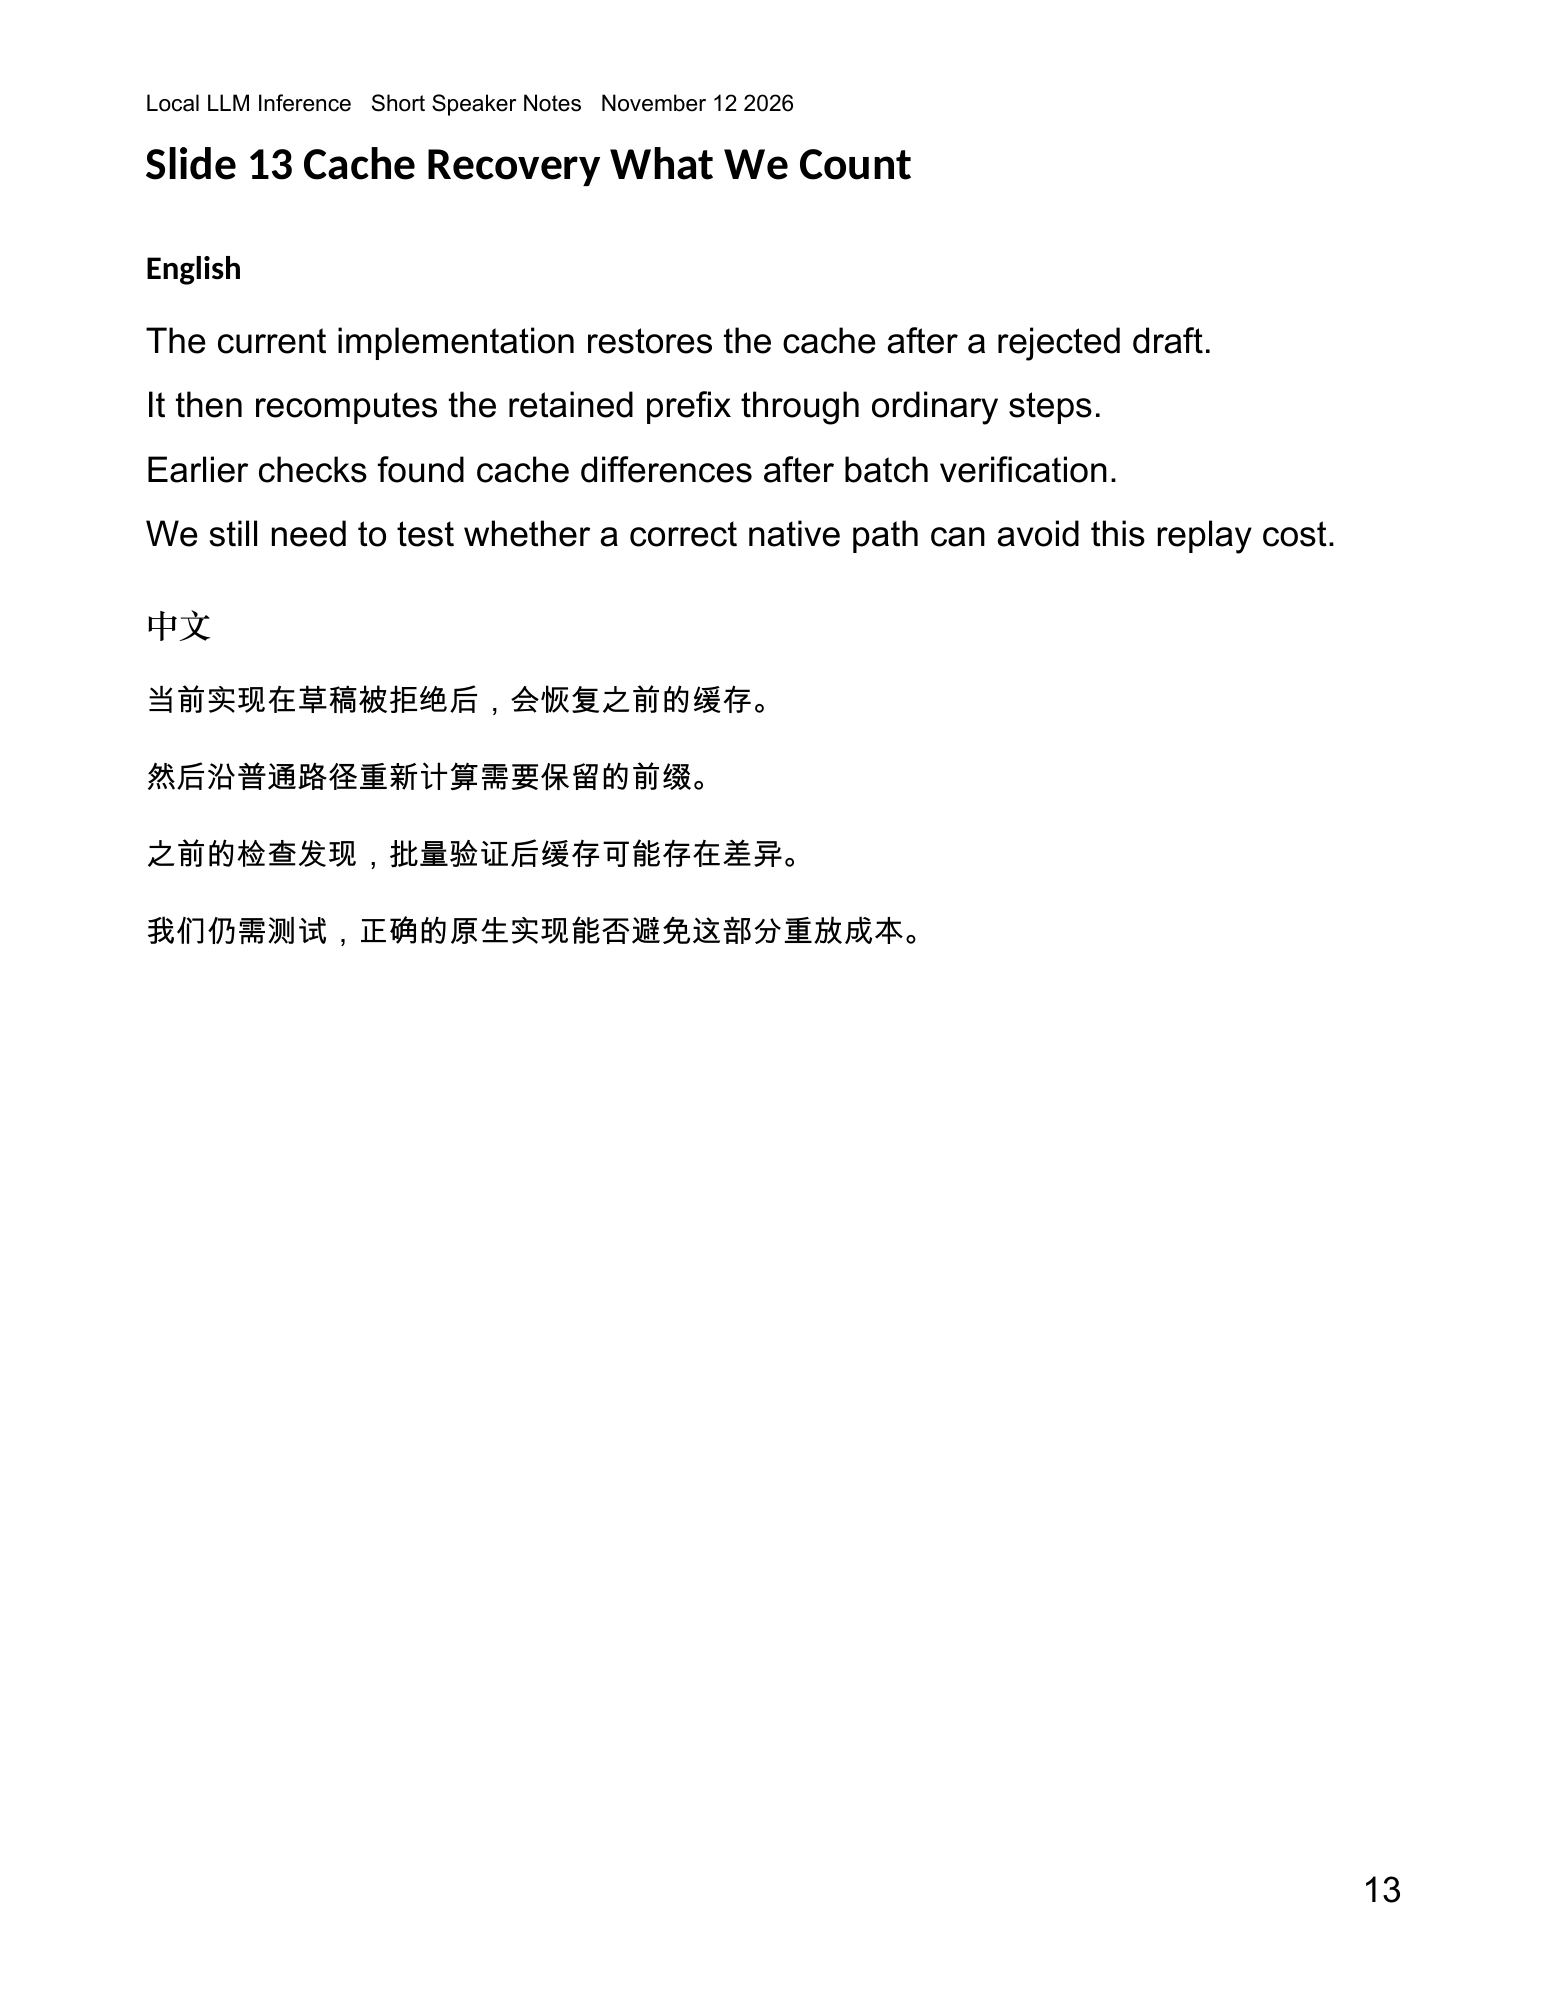 Local LLM Inference   Short Speaker Notes   November 12 2026
Slide 13 Cache Recovery What We Count
English
The current implementation restores the cache after a rejected draft.
It then recomputes the retained prefix through ordinary steps.
Earlier checks found cache differences after batch verification.
We still need to test whether a correct native path can avoid this replay cost.
中文
当前实现在草稿被拒绝后，会恢复之前的缓存。
然后沿普通路径重新计算需要保留的前缀。
之前的检查发现，批量验证后缓存可能存在差异。
我们仍需测试，正确的原生实现能否避免这部分重放成本。
13